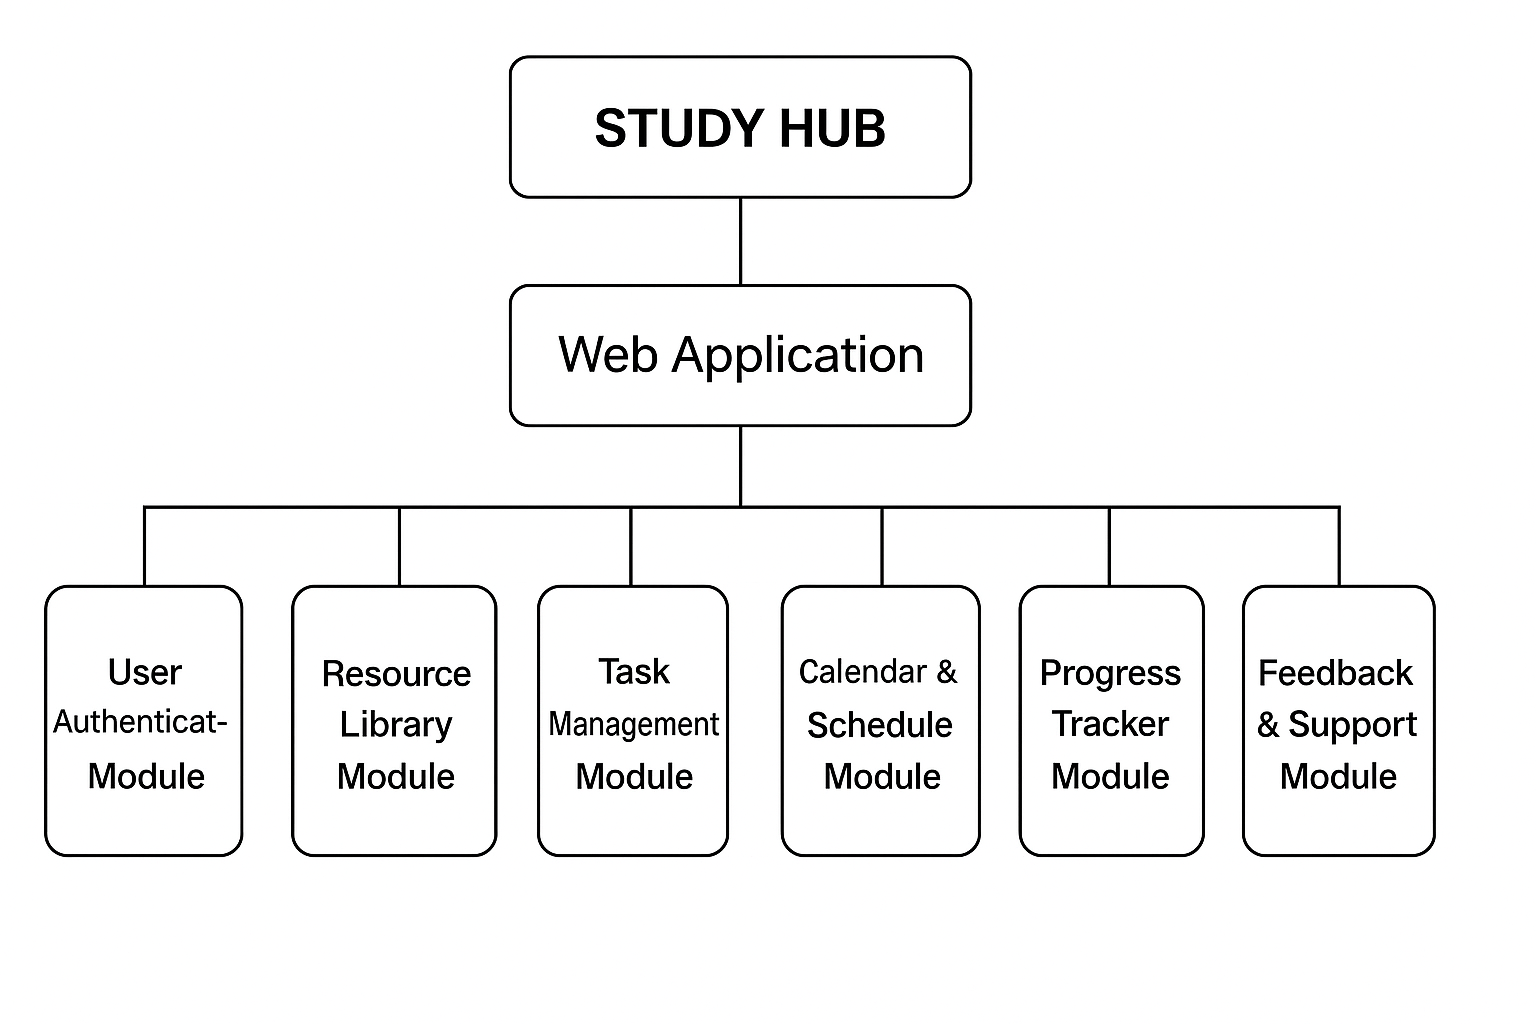 STUDY HUB
Web Application
User
Authenticat-
Module
Resource
Library
Module
Task
Management
Module
Calendar &
Schedule
Module
Progress
Tracker
Module
Feedback
& Support
Module